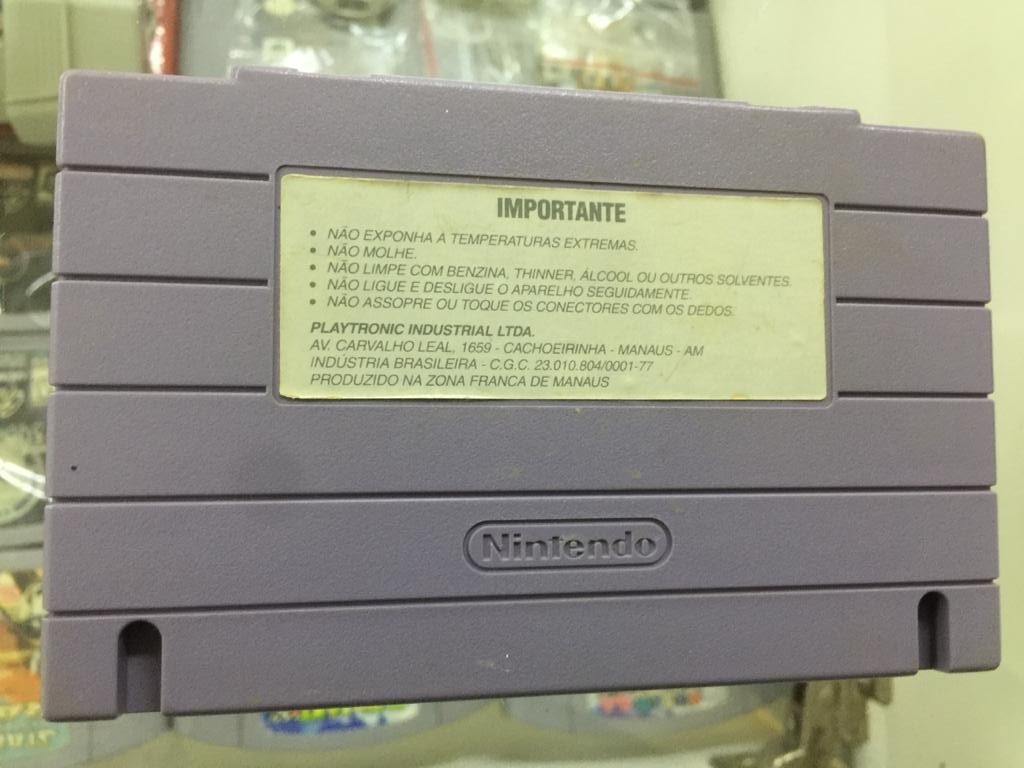 IMPORTANTE
• NÃO EXPONHA A TEMPERATURAS EXTREMAS.
• NÃO MOLHE.
• NÃO LIMPE COM BENZINA, THINNER, ÁLCOOL OU OUTROS SOLVENTES.
• NÃO LIGUE E DESLIGUE O APARELHO SEGUIDAMENTE.
• NÃO ASSOPRE OU TOQUE OS CONECTORES COM OS DEDOS.
PLAYTRONIC INDUSTRIAL LTDA.
AV. CARVALHO LEAL, 1659 - CACHOEIRINHA - MANAUS - AM
INDÚSTRIA BRASILEIRA - C.G.C. 23.010.804/0001-77
PRODUZIDO NA ZONA FRANCA DE MANAUS
Nintendo